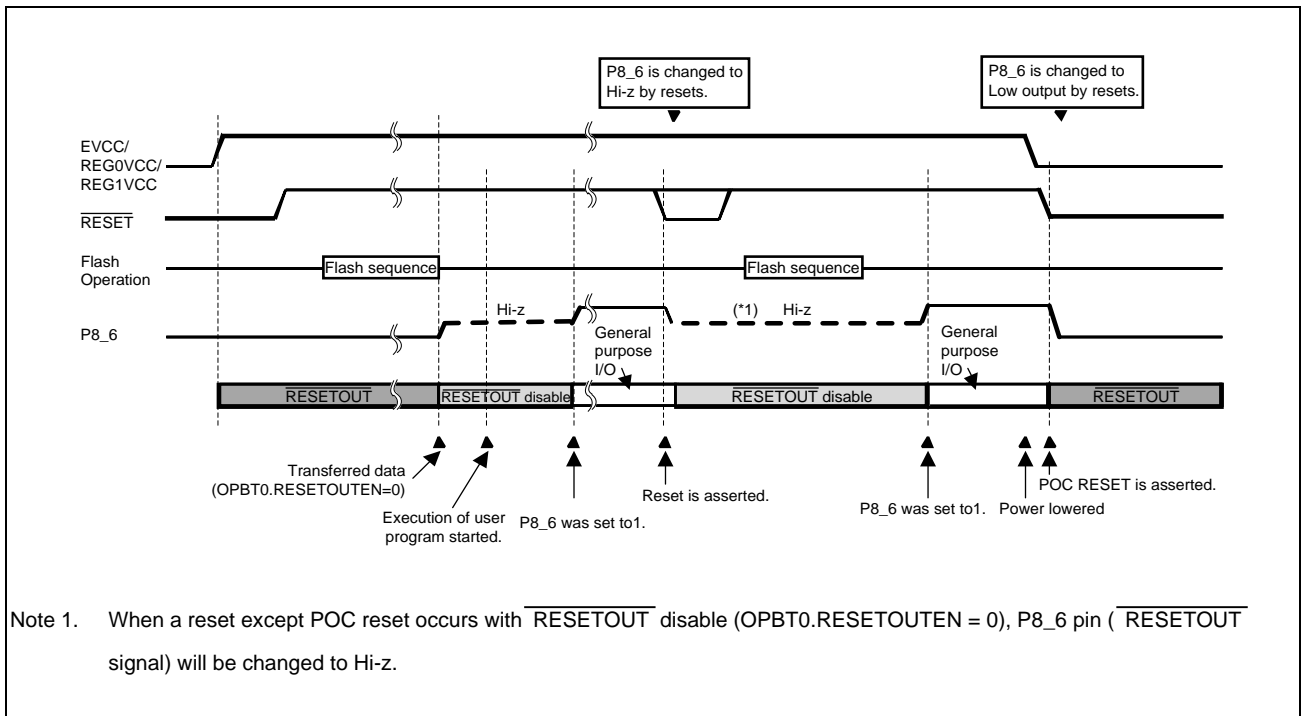 P8_6 is changed to
Hi-z by resets.
P8_6 is changed to
Low output by resets.
EVCC/
REG0VCC/
REG1VCC
RESET
Flash
Operation
Flash sequence
Flash sequence
P8_6
Hi-z
General
purpose
I/O
(*1) Hi-z
General
purpose
I/O
RESETOUT
RESETOUT disable
RESETOUT disable
RESETOUT
Transferred data
(OPBT0.RESETOUTEN=0)
Execution of user
program started.
P8_6 was set to1.
Reset is asserted.
P8_6 was set to1.
Power lowered
POC RESET is asserted.
Note 1. When a reset except POC reset occurs with RESETOUT disable (OPBT0.RESETOUTEN = 0), P8_6 pin ( RESETOUT
signal) will be changed to Hi-z.